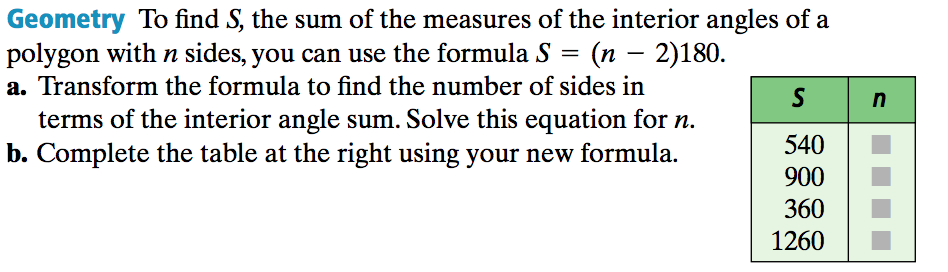 Geometry To find S, the sum of the measures of the interior angles of a
polygon with n sides, you can use the formula S = (n − 2)180.
a. Transform the formula to find the number of sides in
terms of the interior angle sum. Solve this equation for n.
b. Complete the table at the right using your new formula.
S n
540
900
360
1260